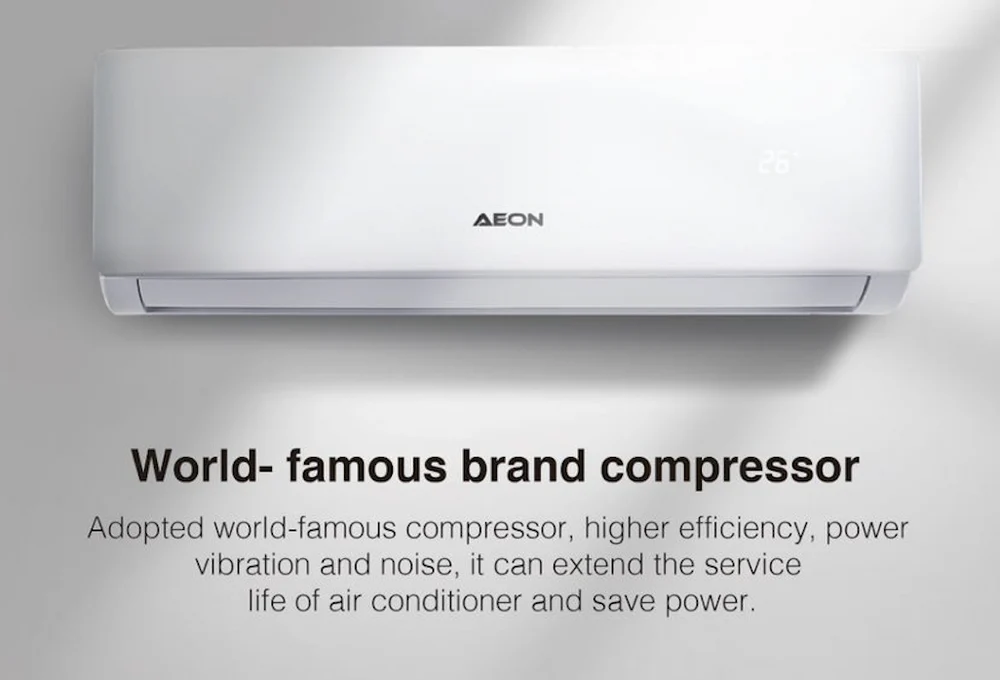 26°
AEON
World- famous brand compressor
Adopted world-famous compressor, higher efficiency, power
vibration and noise, it can extend the service
life of air conditioner and save power.